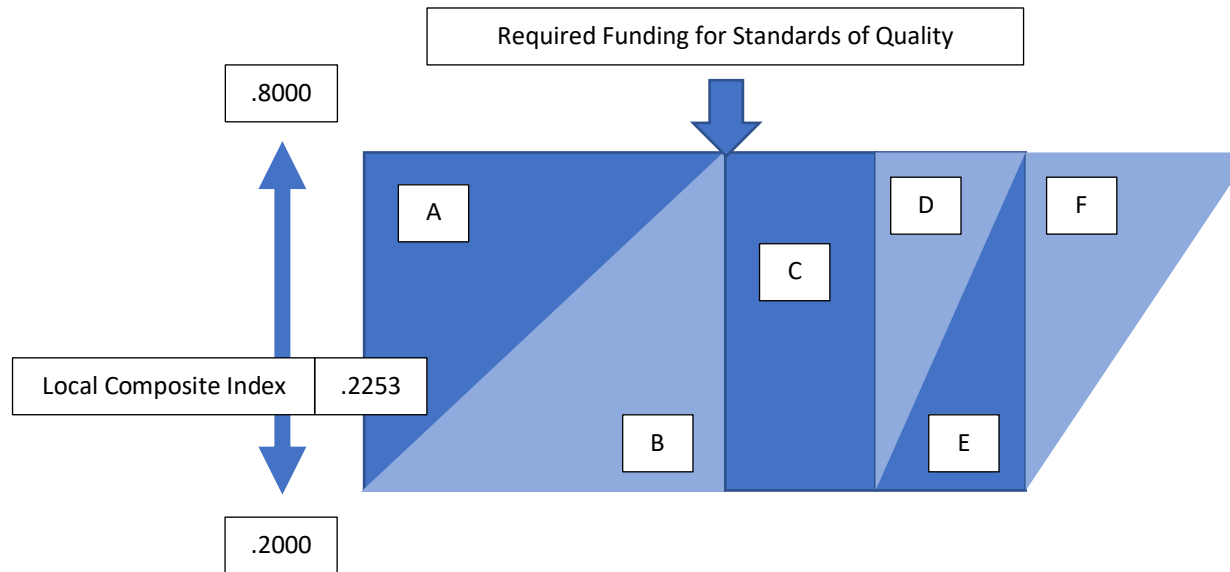 Required Funding for Standards of Quality
.8000
A
D
F
C
Local Composite Index
.2253
B
E
.2000